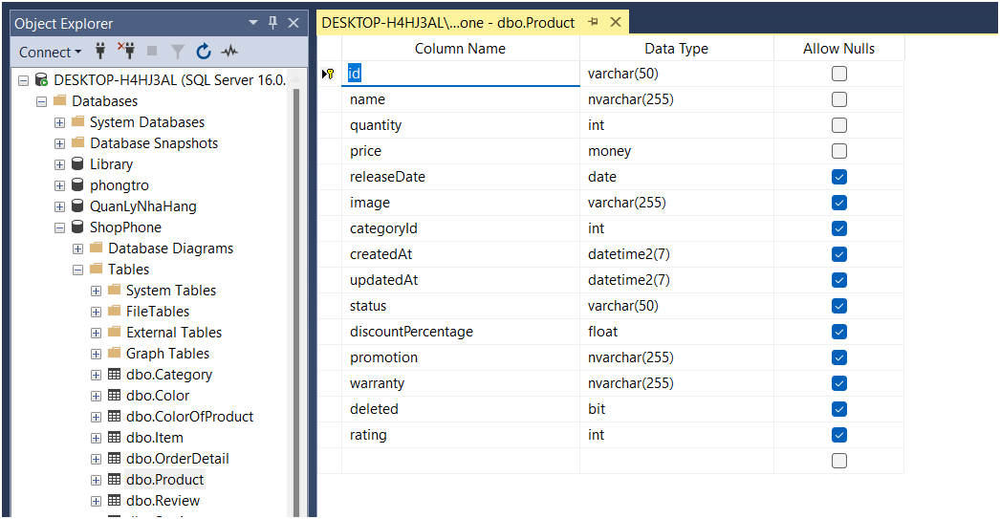 Object Explorer
Connect
DESKTOP-H4HJ3AL (SQL Server 16.0.
Databases
System Databases
Database Snapshots
Library
phongtro
QuanLyNhaHang
ShopPhone
Database Diagrams
Tables
System Tables
FileTables
External Tables
Graph Tables
dbo.Category
dbo.Color
dbo.ColorOfProduct
dbo.Item
dbo.OrderDetail
dbo.Product
dbo.Review
DESKTOP-H4HJ3AL\...one - dbo.Product
Column Name Data Type Allow Nulls
id varchar(50)
name nvarchar(255)
quantity int
price money
releaseDate date
image varchar(255)
categoryId int
createdAt datetime2(7)
updatedAt datetime2(7)
status varchar(50)
discountPercentage float
promotion nvarchar(255)
warranty nvarchar(255)
deleted bit
rating int